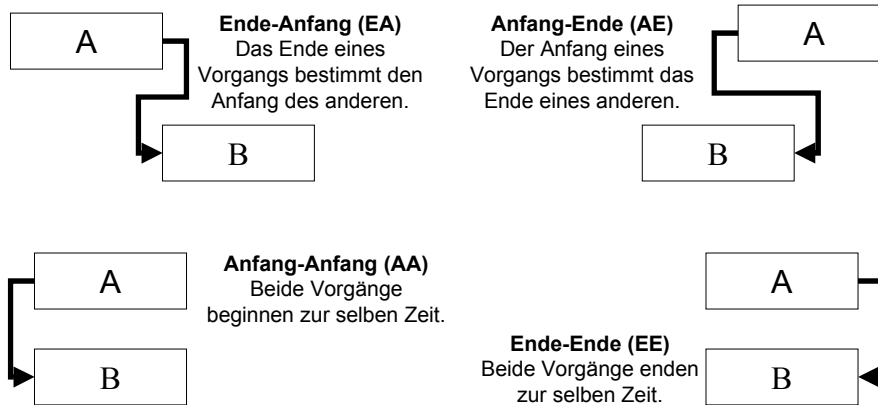 A
Ende-Anfang (EA)
Das Ende eines
Vorgangs bestimmt den
Anfang des anderen.
B
Anfang-Ende (AE)
Der Anfang eines
Vorgangs bestimmt das
Ende eines anderen.
A
B
A
Anfang-Anfang (AA)
Beide Vorgänge
beginnen zur selben Zeit.
B
A
Ende-Ende (EE)
Beide Vorgänge enden
zur selben Zeit.
B